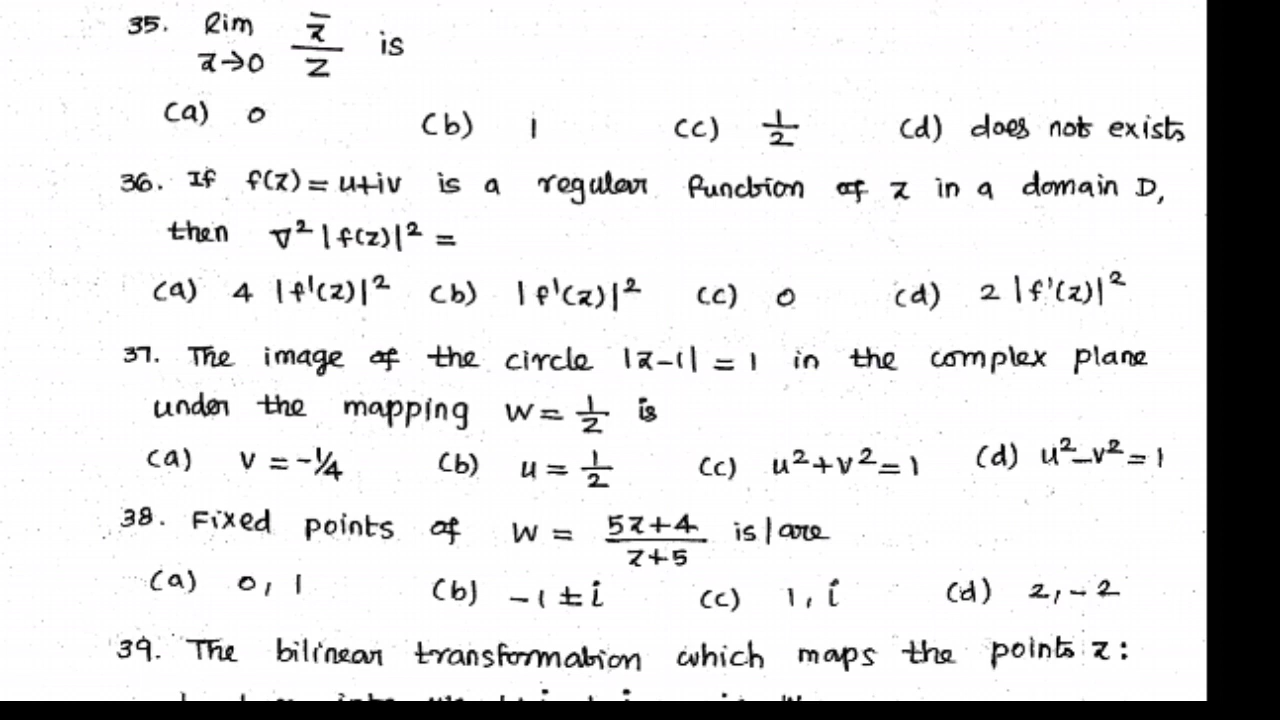 35. lim z̄
z→0 z is
(a) 0 (b) 1 (c) 1/2 (d) does not exists
36. If f(z) = u+iv is a regular function of z in a domain D,
then ∇² |f(z)|² =
(a) 4 |f'(z)|² (b) |f'(z)|² (c) 0 (d) 2 |f'(z)|²
37. The image of the circle |z-1| = 1 in the complex plane
under the mapping w = 1/z is
(a) v = -1/4 (b) u = 1/2 (c) u²+v² = 1 (d) u²-v² = 1
38. Fixed points of w = 5z+4 / z+5 is/are
(a) 0, 1 (b) -1 ± i (c) 1, i (d) 2, -2
39. The bilinear transformation which maps the points z: